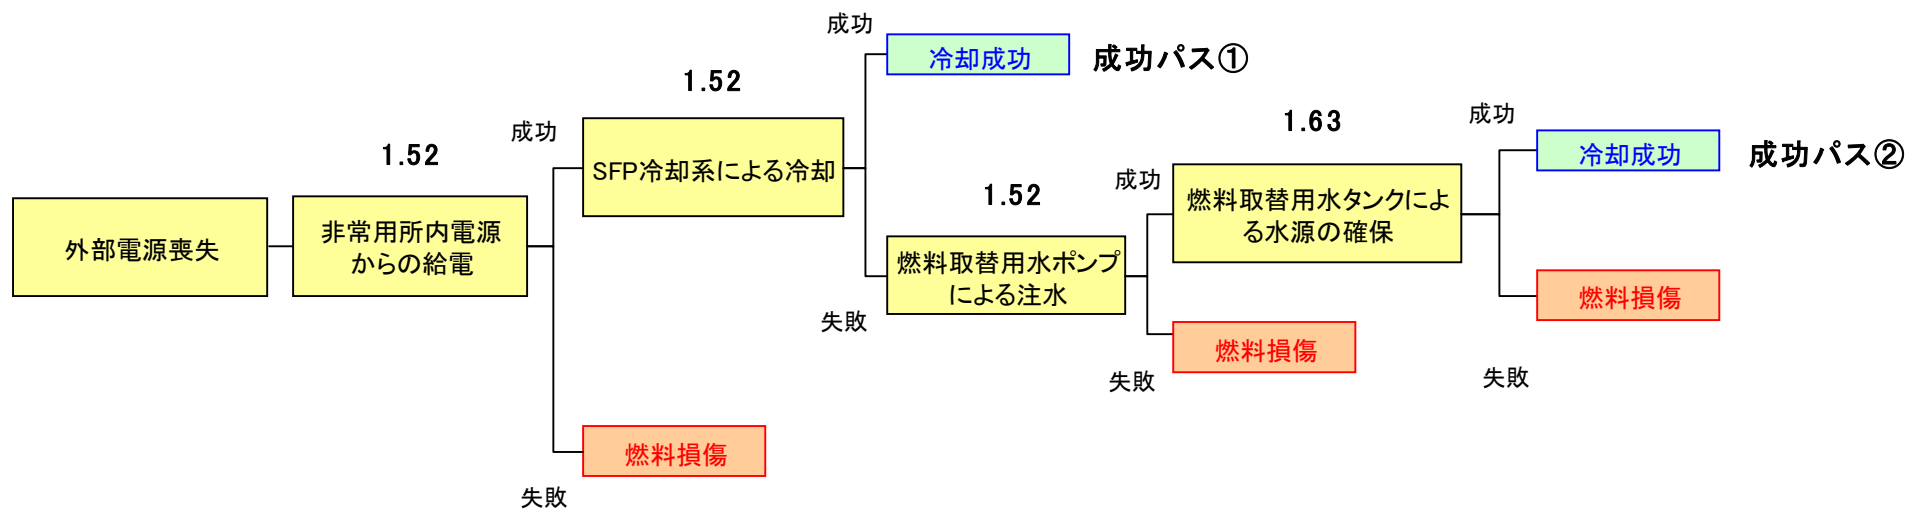 外部電源喪失
1.52
非常用所内電源
からの給電
成功
失敗
1.52
SFP冷却系による冷却
燃料損傷
成功
失敗
冷却成功
成功パス①
1.52
燃料取替用水ポンプ
による注水
成功
失敗
1.63
燃料取替用水タンクによ
る水源の確保
燃料損傷
成功
失敗
冷却成功
成功パス②
燃料損傷